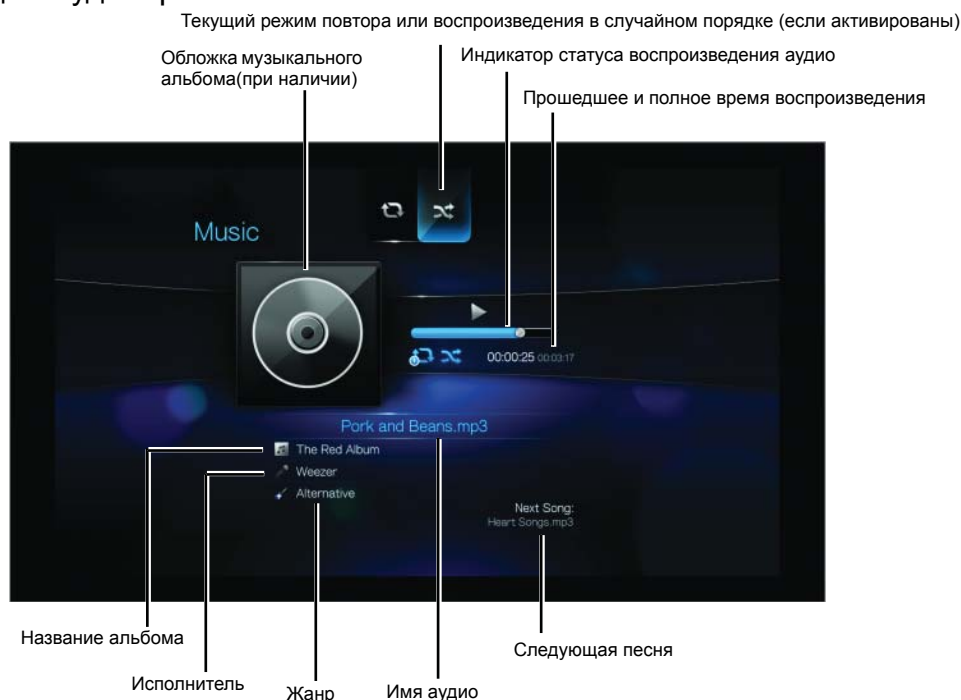 Текущий режим повтора или воспроизведения в случайном порядке (если активированы)
Обложка музыкального
альбома(при наличии)
Индикатор статуса воспроизведения аудио
Прошедшее и полное время воспроизведения
Music
00:00:25 00:03:17
Pork and Beans.mp3
The Red Album
Weezer
Alternative
Next Song:
Heart Songs.mp3
Название альбома
Следующая песня
Исполнитель
Жанр
Имя аудио